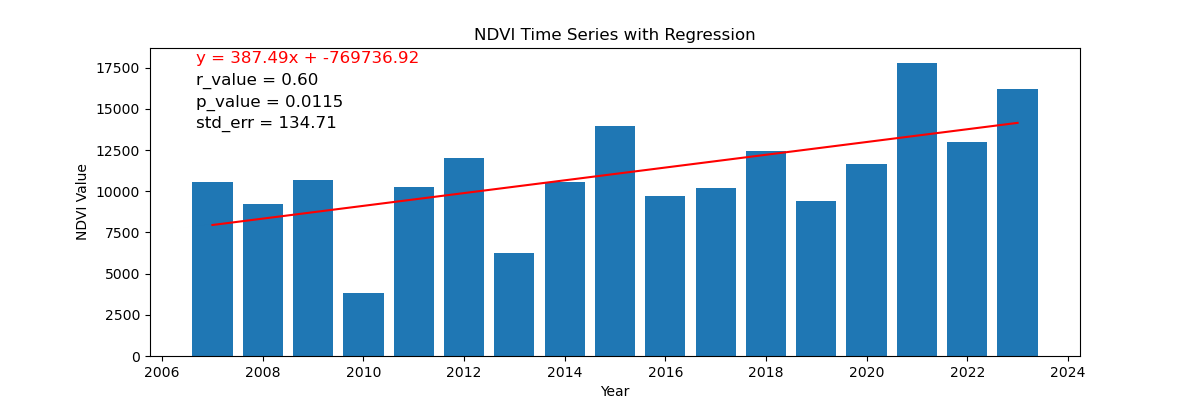 NDVI Time Series with Regression
y = 387.49x + -769736.92
r_value = 0.60
p_value = 0.0115
std_err = 134.71
17500
15000
12500
10000
7500
5000
2500
0
NDVI Value
2006 2008 2010 2012 2014 2016 2018 2020 2022 2024
Year